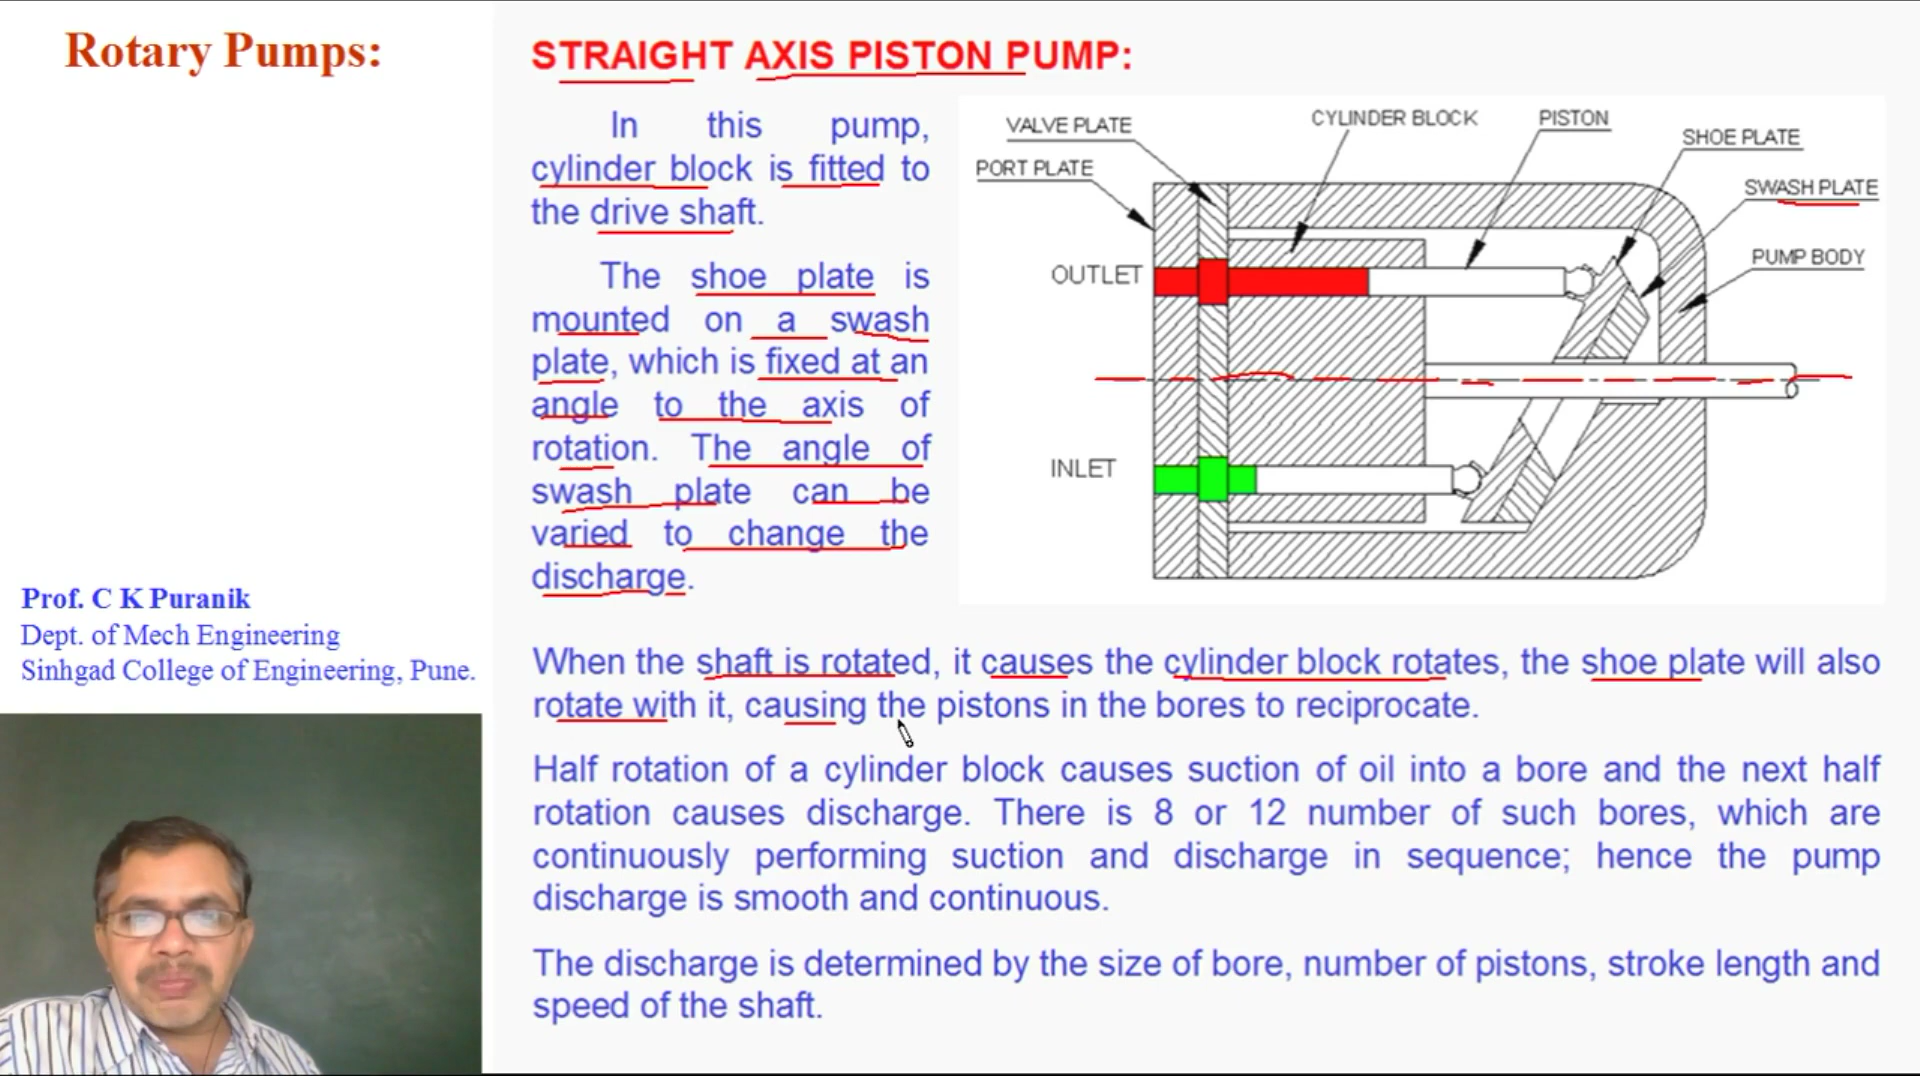 Rotary Pumps:
STRAIGHT AXIS PISTON PUMP:
In this pump,
cylinder block is fitted to
the drive shaft.
The shoe plate is
mounted on a swash
plate, which is fixed at an
angle to the axis of
rotation. The angle of
swash plate can be
varied to change the
discharge.
VALVE PLATE
PORT PLATE
CYLINDER BLOCK
PISTON
SHOE PLATE
SWASH PLATE
PUMP BODY
OUTLET
INLET
Prof. C K Puranik
Dept. of Mech Engineering
Sinhgad College of Engineering, Pune.
When the shaft is rotated, it causes the cylinder block rotates, the shoe plate will also
rotate with it, causing the pistons in the bores to reciprocate.
Half rotation of a cylinder block causes suction of oil into a bore and the next half
rotation causes discharge. There is 8 or 12 number of such bores, which are
continuously performing suction and discharge in sequence; hence the pump
discharge is smooth and continuous.
The discharge is determined by the size of bore, number of pistons, stroke length and
speed of the shaft.